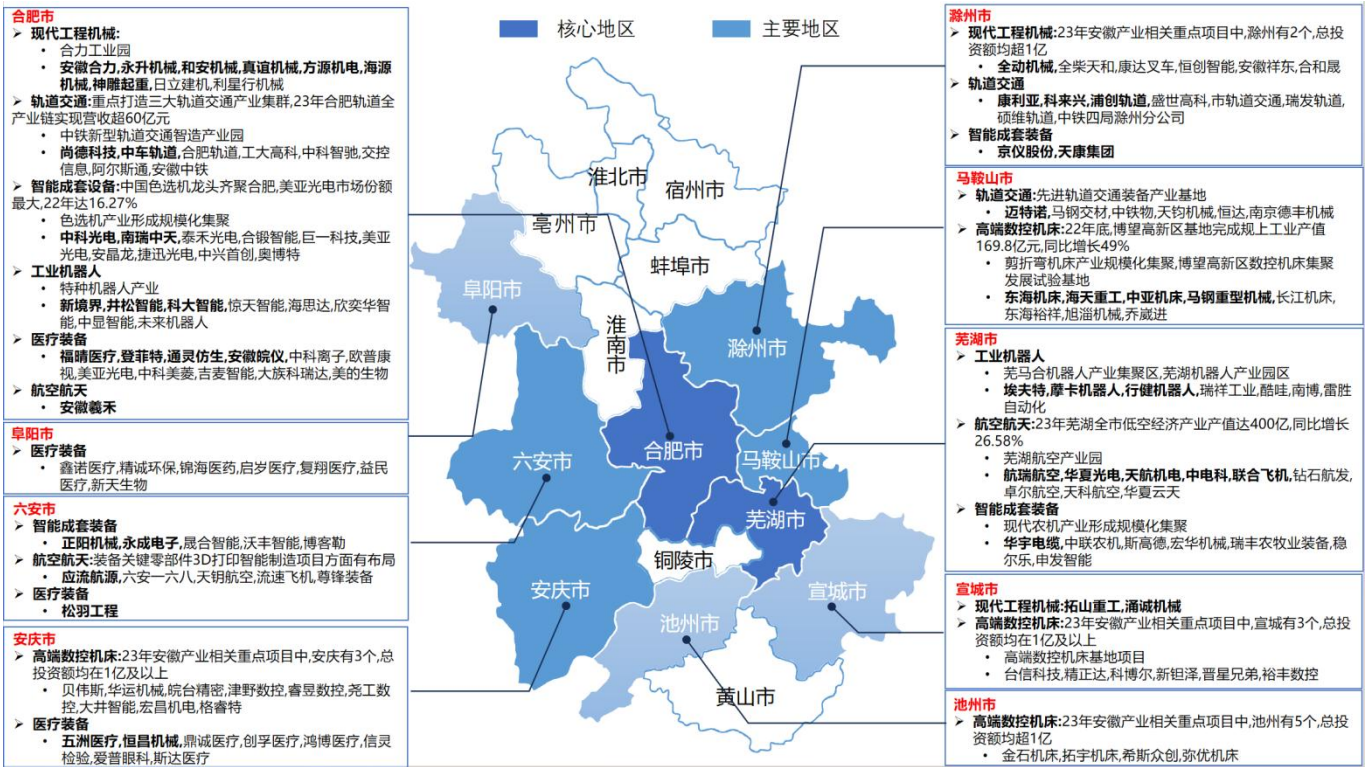 核心地区
主要地区
合肥市
➢ 现代工程机械:
• 合力工业园
• 安徽合力,永升机械,和安机械,真谊机械,方源机电,海源
机械,神雕起重,日立建机,利星行机械
➢ 轨道交通:重点打造三大轨道交通产业集群,23年合肥轨道全
产业链实现营收超60亿元
• 中铁新型轨道交通智造产业园
• 尚德科技,中车轨道,合肥轨道,工大高科,中科智驰,交控
信息,阿尔斯通,安徽中铁
➢ 智能成套设备:中国色选机龙头齐聚合肥,美亚光电市场份额
最大,22年达16.27%
• 色选机产业形成规模化集聚
• 中科光电,南瑞中天,泰禾光电,合锻智能,巨一科技,美亚
光电,安晶龙,捷迅光电,中兴首创,奥博特
➢ 工业机器人
• 特种机器人产业
• 新境界,井松智能,科大智能,惊天智能,海思达,欣奕华智
能,中显智能,未来机器人
➢ 医疗装备
• 福晴医疗,登菲特,通灵仿生,安徽皖仪,中科离子,欧普康
视,美亚光电,中科美菱,吉麦智能,大族科瑞达,美的生物
➢ 航空航天
• 安徽羲禾
阜阳市
➢ 医疗装备
• 鑫诺医疗,精诚环保,锦海医药,启岁医疗,复翔医疗,益民
医疗,新天生物
六安市
➢ 智能成套装备
• 正阳机械,永成电子,晟合智能,沃丰智能,博客勒
➢ 航空航天:装备关键零部件3D打印智能制造项目方面有布局
• 应流航源,六安一六八,天钥航空,流速飞机,尊锋装备
➢ 医疗装备
• 松羽工程
安庆市
➢ 高端数控机床:23年安徽产业相关重点项目中,安庆有3个,总
投资额均在1亿及以上
• 贝伟斯,华运机械,皖台精密,津野数控,睿昱数控,尧工数
控,大井智能,宏昌机电,格睿特
➢ 医疗装备
• 五洲医疗,恒昌机械,鼎诚医疗,创孚医疗,鸿博医疗,信灵
检验,爱普眼科,斯达医疗
淮北市
宿州市
亳州市
蚌埠市
阜阳市
淮南市
滁州市
合肥市
六安市
马鞍山市
芜湖市
铜陵市
安庆市
宣城市
池州市
黄山市
滁州市
➢ 现代工程机械:23年安徽产业相关重点项目中,滁州有2个,总投
资额均超1亿
• 全动机械,全柴天和,康达叉车,恒创智能,安徽祥东,合和晟
➢ 轨道交通
• 康利亚,科来兴,浦创轨道,盛世高科,市轨道交通,瑞发轨道,
硕维轨道,中铁四局滁州分公司
➢ 智能成套装备
• 京仪股份,天康集团
马鞍山市
➢ 轨道交通:先进轨道交通装备产业基地
• 迈特诺,马钢交材,中铁物,天钧机械,恒达,南京德丰机械
➢ 高端数控机床:22年底,博望高新区基地完成规上工业产值
169.8亿元,同比增长49%
• 剪折弯机床产业规模化集聚,博望高新区数控机床集聚
发展试验基地
• 东海机床,海天重工,中亚机床,马钢重型机械,长江机床,
东海裕祥,旭淄机械,乔崴进
芜湖市
➢ 工业机器人
• 芜马合机器人产业集聚区,芜湖机器人产业园区
• 埃夫特,藦卡机器人,行健机器人,瑞祥工业,酷哇,南博,雷胜
自动化
➢ 航空航天:23年芜湖全市低空经济产业产值达400亿,同比增长
26.58%
• 芜湖航空产业园
• 航瑞航空,华夏光电,天航机电,中电科,联合飞机,钻石航发,
卓尔航空,天科航空,华夏云天
➢ 智能成套装备
• 现代农机产业形成规模化集聚
• 华宇电缆,中联农机,斯高德,宏华机械,瑞丰农牧业装备,稳
尔乐,申发智能
宣城市
➢ 现代工程机械:拓山重工,涌诚机械
➢ 高端数控机床:23年安徽产业相关重点项目中,宣城有3个,总投
资额均在1亿及以上
• 高端数控机床基地项目
• 台信科技,精正达,科博尔,新钽泽,晋星兄弟,裕丰数控
池州市
➢ 高端数控机床:23年安徽产业相关重点项目中,池州有5个,总投
资额均超1亿
• 金石机床,拓宇机床,希斯众创,弥优机床